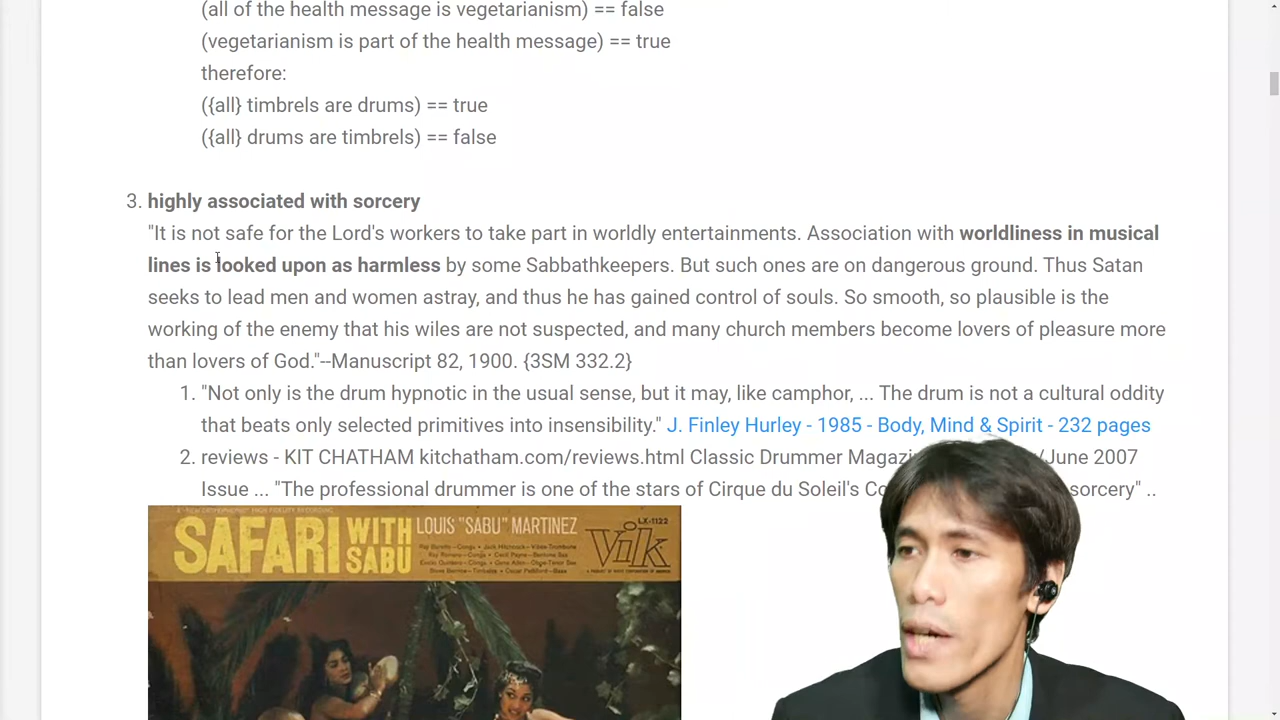 (all of the health message is vegetarianism) == false
(vegetarianism is part of the health message) == true
therefore:
({all} timbrels are drums) == true
({all} drums are timbrels) == false
3. highly associated with sorcery
"It is not safe for the Lord's workers to take part in worldly entertainments. Association with worldliness in musical
lines is looked upon as harmless by some Sabbathkeepers. But such ones are on dangerous ground. Thus Satan
seeks to lead men and women astray, and thus he has gained control of souls. So smooth, so plausible is the
working of the enemy that his wiles are not suspected, and many church members become lovers of pleasure more
than lovers of God."--Manuscript 82, 1900. {3SM 332.2}
1. "Not only is the drum hypnotic in the usual sense, but it may, like camphor, ... The drum is not a cultural oddity
that beats only selected primitives into insensibility." J. Finley Hurley - 1985 - Body, Mind & Spirit - 232 pages
2. reviews - KIT CHATHAM kitchatham.com/reviews.html Classic Drummer /June 2007
Issue ... "The professional drummer is one of the stars of Cirque du Soleil's sorcery" ..
SAFARI WITH SABU
LOUIS "SABU" MARTINEZ
LX-1122
Vik